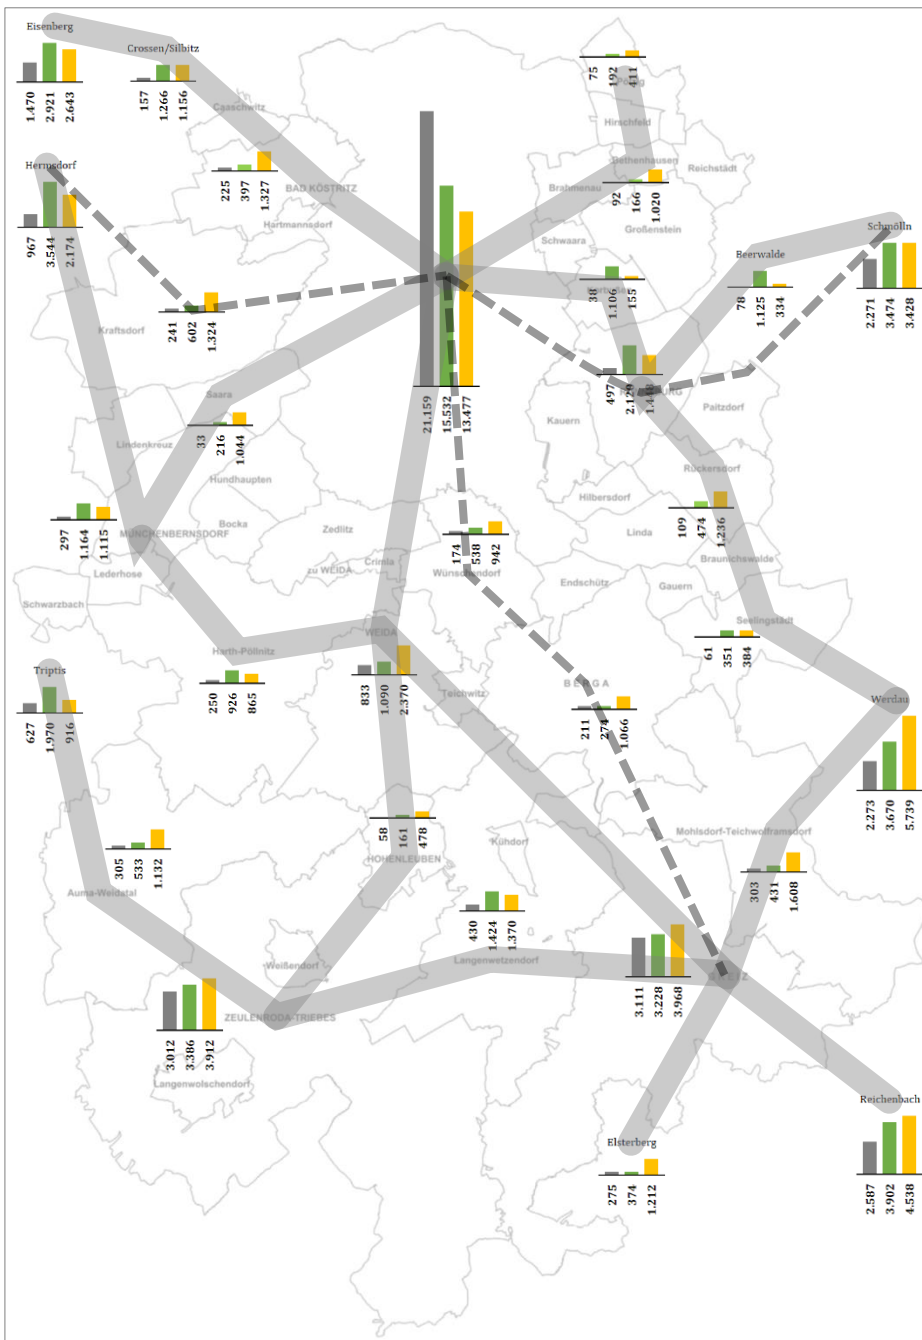 Eisenberg
1.470
2.921
2.643
Crossen/Silbitz
157
1.266
1.156
Caaschwitz
75
192
411
Hirschfeld
Bethenhausen
Reichstädt
Brahmenau
92
166
1.020
Großenstein
Schwaara
Hermsdorf
967
3.544
2.174
225
397
1.327
BAD KÖSTRITZ
Hartmannsdorf
Schmölln
2.271
3.474
3.428
Beerwalde
78
1.125
334
38
1.106
155
241
602
1.324
Kraftsdorf
21.159
15.532
13.477
497
2.129
1.448
Paitzdorf
Kauern
Saara
33
216
1.044
Lindenkreuz
Hundhaupten
Rückersdorf
Hilbersdorf
109
474
1.236
Linda
Braunichswalde
297
1.164
1.115
MÜNCHENBERNSDORF
Bocka
Zedlitz
Crimla
zu WEIDA
174
538
942
Wünschendorf
Endschütz
Gauern
Lederhose
Schwarzbach
Seelingstädt
61
351
384
Harth-Pöllnitz
250
926
865
WEIDA
833
1.090
2.370
Teichwitz
BERGA
211
274
1.066
Triptis
627
1.970
916
Werdau
2.273
3.670
5.739
58
161
478
HOHENLEUBEN
Kühdorf
Mohlsdorf-Teichwolframsdorf
303
431
1.608
305
533
1.132
Auma-Weidatal
430
1.424
1.370
Langenwetzendorf
Weißendorf
3.111
3.228
3.968
3.012
3.386
3.912
ZEULENRODA-TRIEBES
Langenwolschendorf
Reichenbach
2.587
3.902
4.538
Elsterberg
275
374
1.212